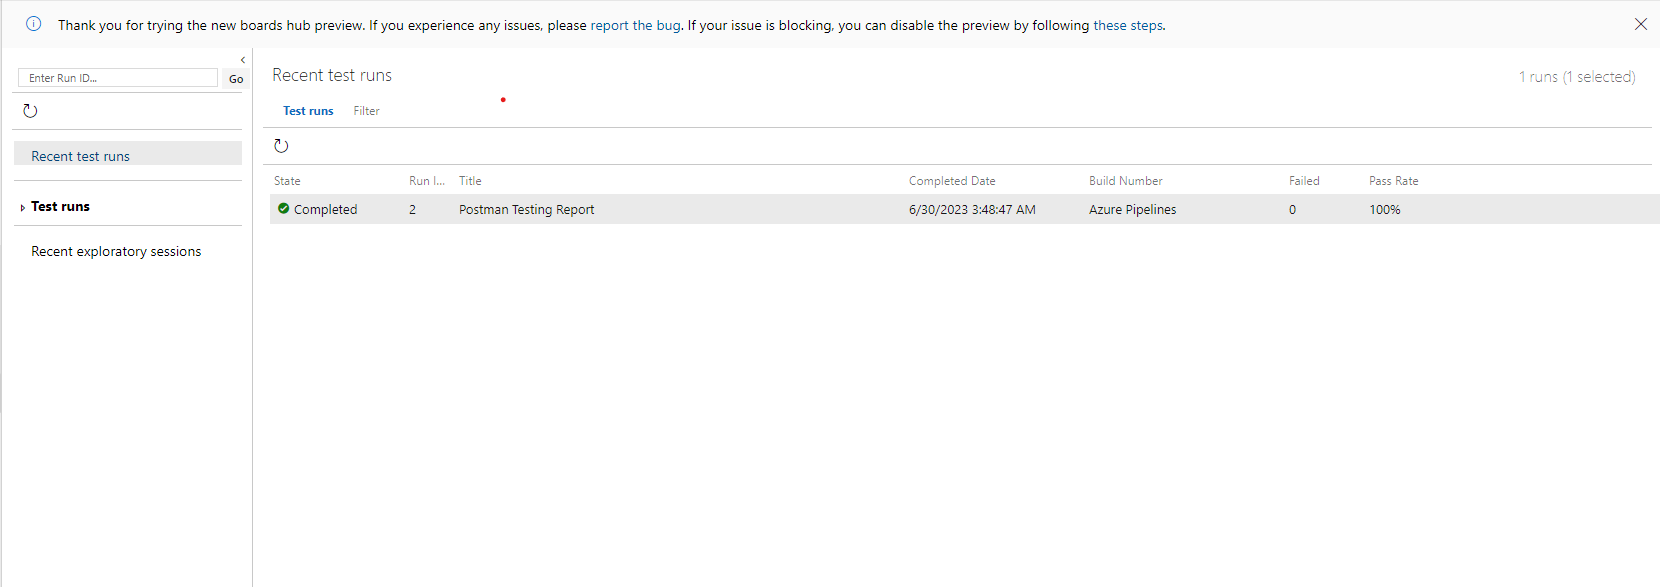 Thank you for trying the new boards hub preview. If you experience any issues, please report the bug. If your issue is blocking, you can disable the preview by following these steps.
Enter Run ID...
Go
Recent test runs
Test runs
Recent exploratory sessions
Recent test runs
1 runs (1 selected)
Test runs Filter
State Run I... Title Completed Date Build Number Failed Pass Rate
Completed 2 Postman Testing Report 6/30/2023 3:48:47 AM Azure Pipelines 0 100%